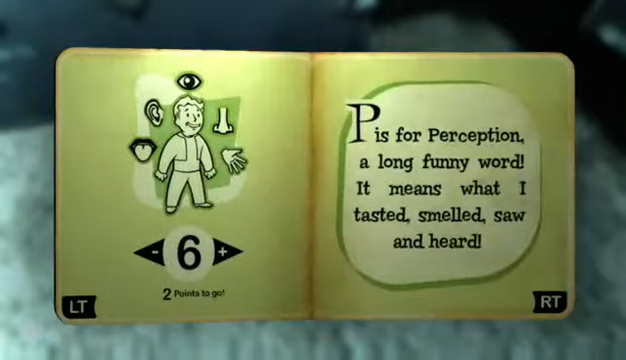 - 6 +
2 Points to go!
LT
P is for Perception,
a long funny word!
It means what I
tasted, smelled, saw
and heard!
RT